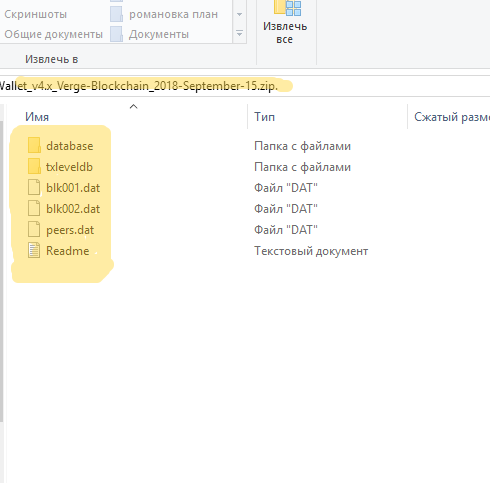 Скриншоты
романовка план
Общие документы
Документы
Извлечь
все
Извлечь в
Wallet_v4.x_Verge-Blockchain_2018-September-15.zip.
Имя
Тип
Сжатый разме
database
Папка с файлами
txleveldb
Папка с файлами
blk001.dat
Файл "DAT"
blk002.dat
Файл "DAT"
peers.dat
Файл "DAT"
Readme
Текстовый документ